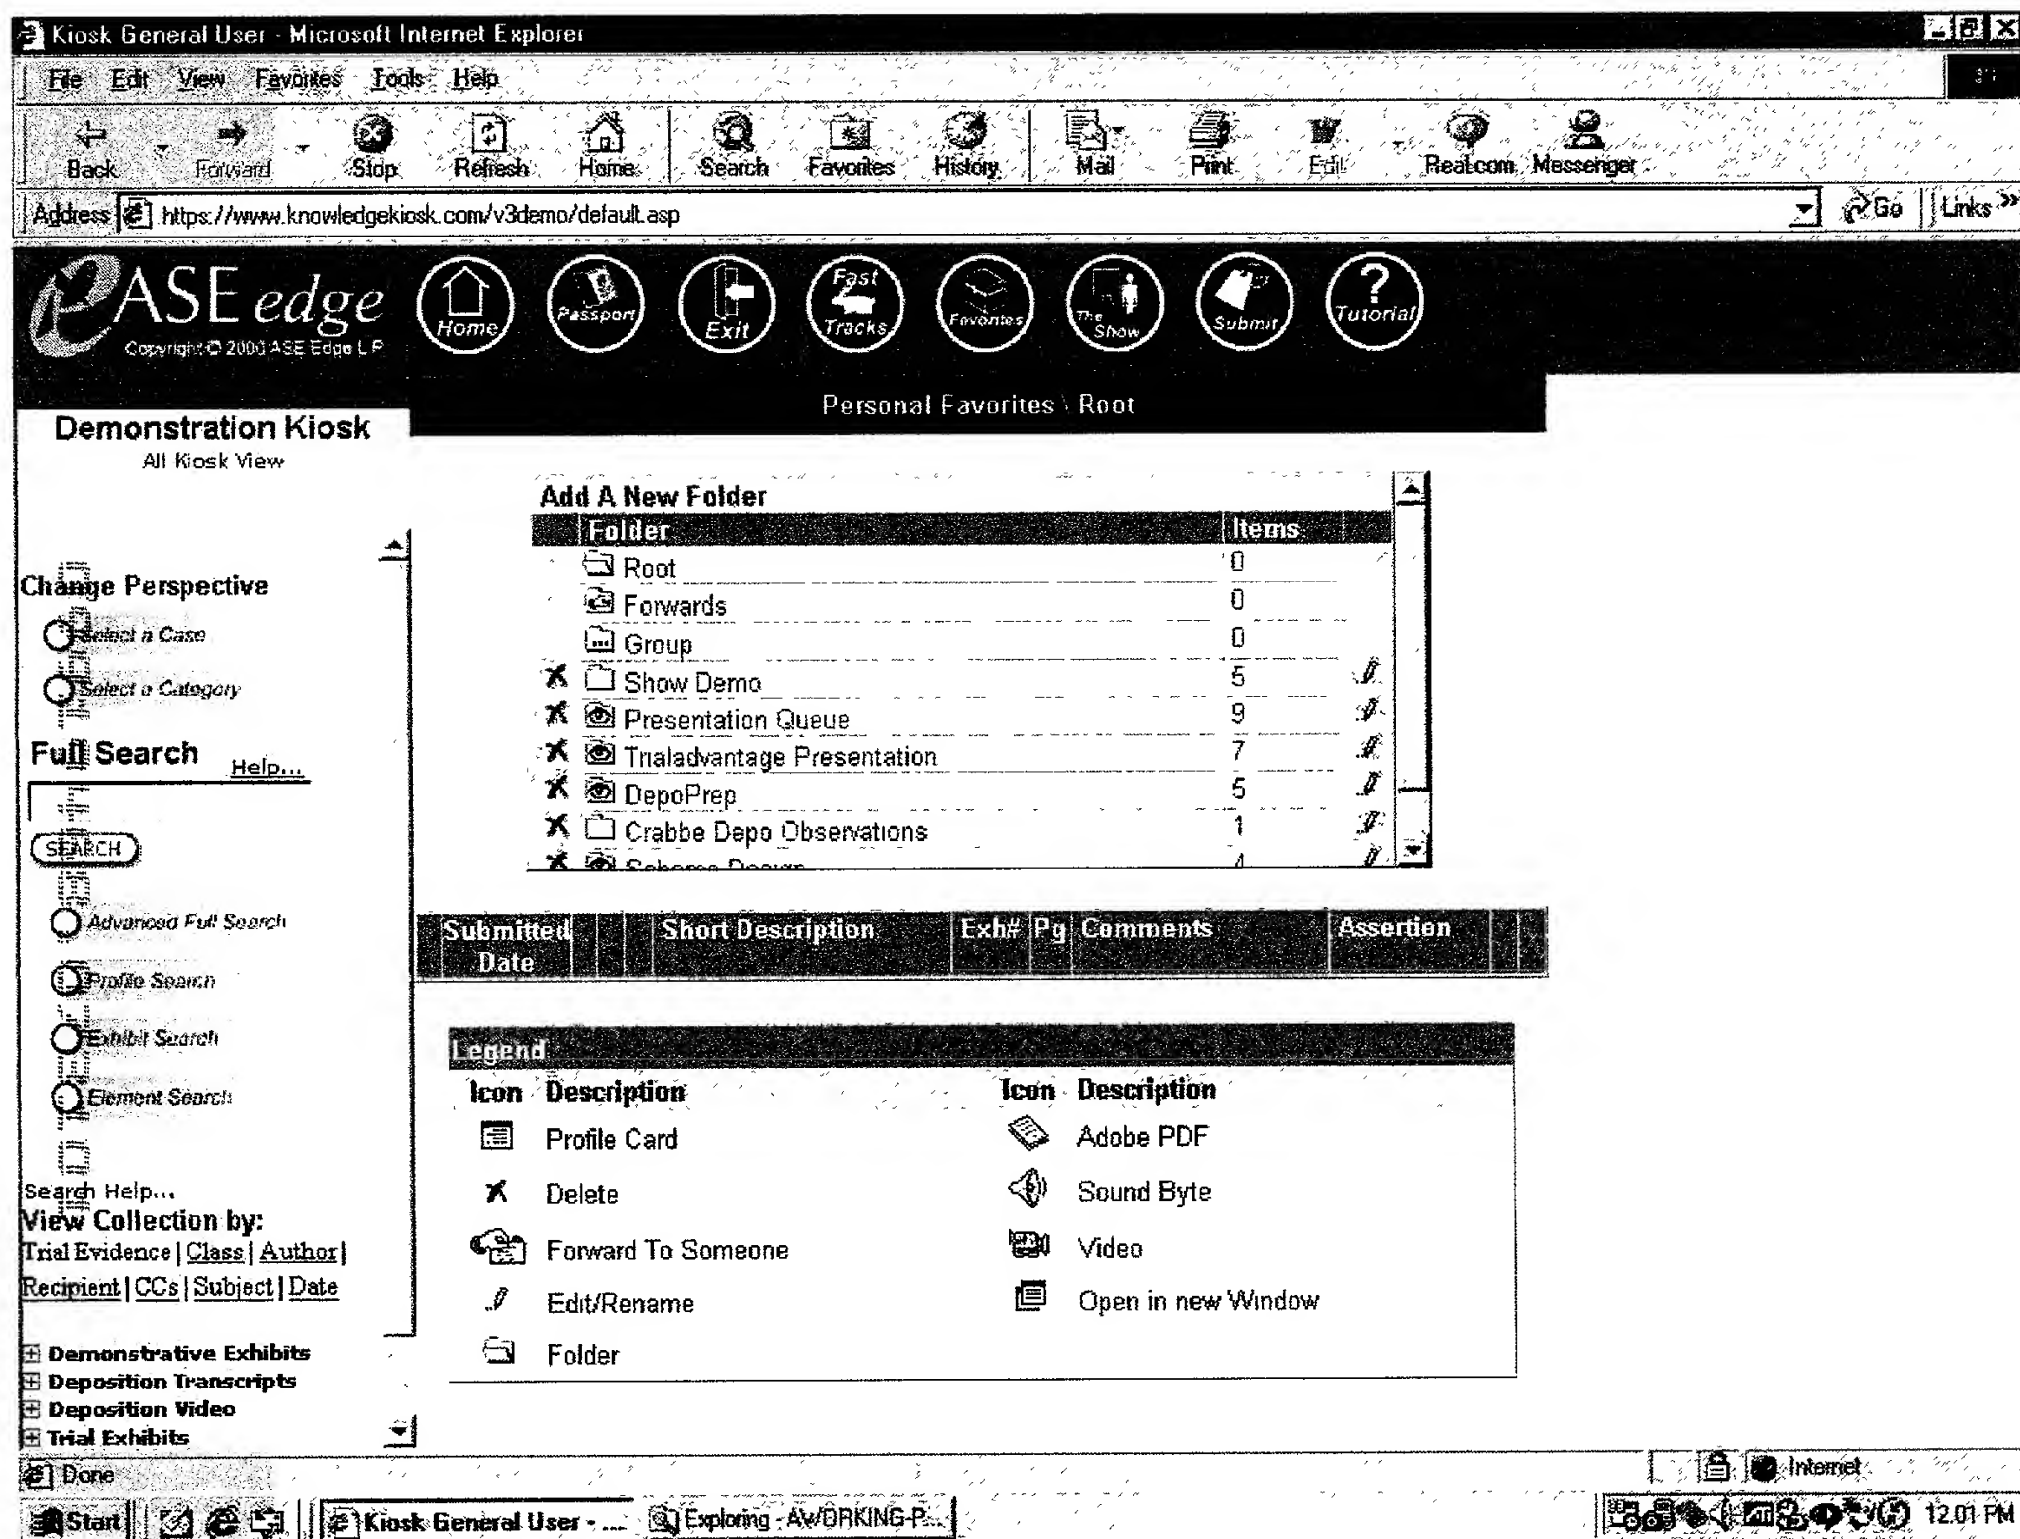 Kiosk General User - Microsoft Internet Explorer
File Edit View Favorites Tools Help
Back Forward Stop Refresh Home Search Favorites History Mail Print Edit Real.com Messenger
Address https://www.knowledgekiosk.com/v3demo/default.asp Go Links »
ASE edge
Copyright © 2000 ASE Edge L.P.
Home Passport Exit Fast Tracks Favorites The Show Submit ? Tutorial
Personal Favorites \ Root
Demonstration Kiosk
All Kiosk View
Change Perspective
Select a Case
Select a Category
Full Search Help...
SEARCH
Advanced Full Search
Profile Search
Exhibit Search
Element Search
Search Help...
View Collection by:
Trial Evidence | Class | Author |
Recipient | CCs | Subject | Date
Demonstrative Exhibits
Deposition Transcripts
Deposition Video
Trial Exhibits
Add A New Folder
Folder Items
Root 0
Forwards 0
Group 0
Show Demo 5
Presentation Queue 9
Trialadvantage Presentation 7
DepoPrep 5
Crabbe Depo Observations 1
4
Submitted Date Short Description Exh# Pg Comments Assertion
Legend
Icon Description Icon Description
Profile Card Adobe PDF
Delete Sound Byte
Forward To Someone Video
Edit/Rename Open in new Window
Folder
Done Internet
Start Kiosk General User - .... Exploring - AWORKING-P... 12:01 PM